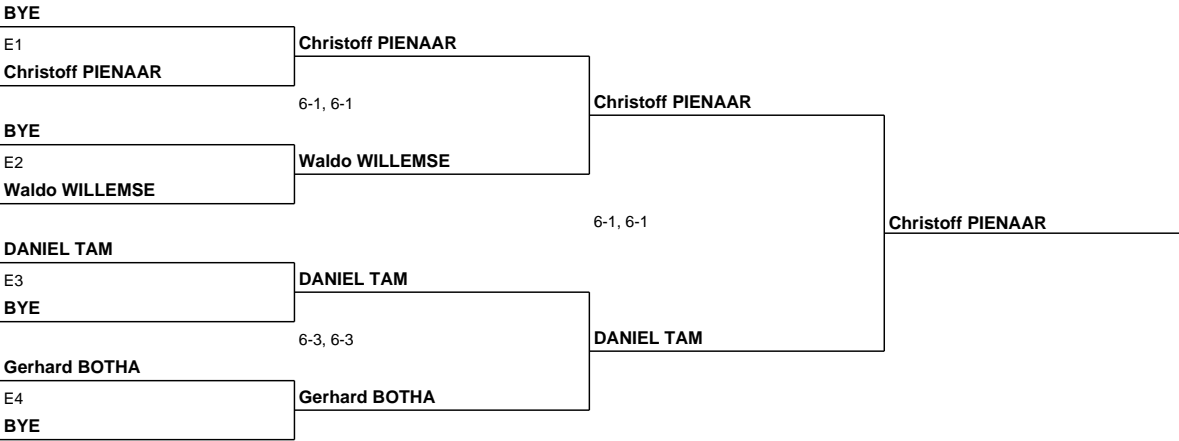 BYE
E1
Christoff PIENAAR
Christoff PIENAAR
6-1, 6-1
BYE
E2
Waldo WILLEMSE
Waldo WILLEMSE
Christoff PIENAAR
6-1, 6-1
Christoff PIENAAR
DANIEL TAM
E3
BYE
DANIEL TAM
6-3, 6-3
DANIEL TAM
Gerhard BOTHA
E4
BYE
Gerhard BOTHA